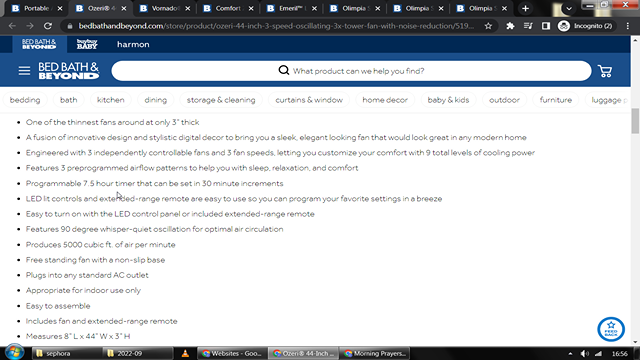 Portable
Ozeri®
Vornado
Comfort
Emeril™
Olimpia S
Olimpia S
Olimpia S
bedbathandbeyond.com/store/product/ozeri-44-inch-3-speed-oscillating-3x-tower-fan-with-noise-reduction/519...
Incognito (2)
BED BATH & BEYOND
buybuy BABY
harmon
BED BATH & BEYOND
What product can we help you find?
bedding bath kitchen dining storage & cleaning curtains & window home decor baby & kids outdoor furniture luggage
One of the thinnest fans around at only 3" thick
A fusion of innovative design and stylistic digital decor to bring you a sleek, elegant looking fan that would look great in any modern home
Engineered with 3 independently controllable fans and 3 fan speeds, letting you customize your comfort with 9 total levels of cooling power
Features 3 preprogrammed airflow patterns to help you with sleep, relaxation, and comfort
Programmable 7.5 hour timer that can be set in 30 minute increments
LED lit controls and extended-range remote are easy to use so you can program your favorite settings in a breeze
Easy to turn on with the LED control panel or included extended-range remote
Features 90 degree whisper-quiet oscillation for optimal air circulation
Produces 5000 cubic ft. of air per minute
Free standing fan with a non-slip base
Plugs into any standard AC outlet
Appropriate for indoor use only
Easy to assemble
Includes fan and extended-range remote
Measures 8" L x 44" W x 3" H
FEED BACK
sephora
2022-09
Websites - Goo...
Ozeri® 44-Inch ...
Morning Prayers...
16:56